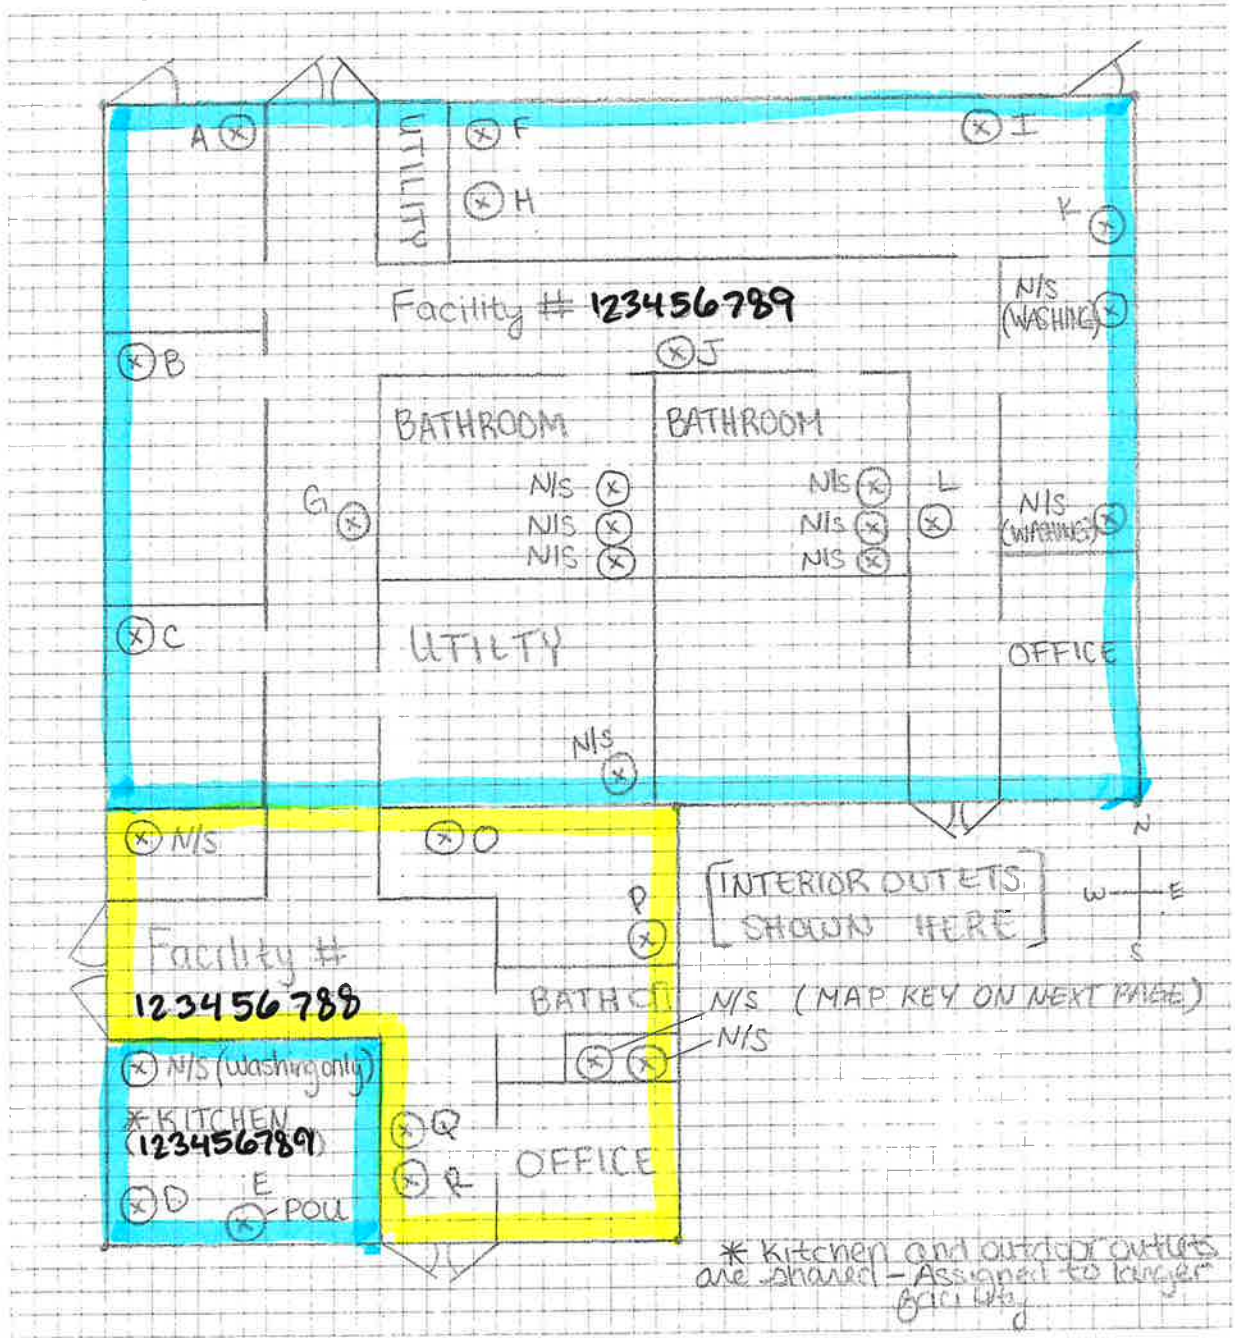 A
UTILITY
F
I
H
K
Facility # 123456789
N/S
(WASHING)
B
J
BATHROOM
BATHROOM
N/S
N/S
N/S
N/S
N/S
N/S
G
L
N/S
(WASHING)
C
UTILTY
OFFICE
N/S
N/S
O
P
[INTERIOR OUTLETS
SHOWN HERE]
N
W
E
S
Facility #
123456788
BATH
N/S (MAP KEY ON NEXT PAGE)
N/S
N/S (Washing only)
* KITCHEN
(123456789)
Q
R
OFFICE
D
E
POU
* Kitchen and outdoor outlets
are shared - Assigned to larger
facility